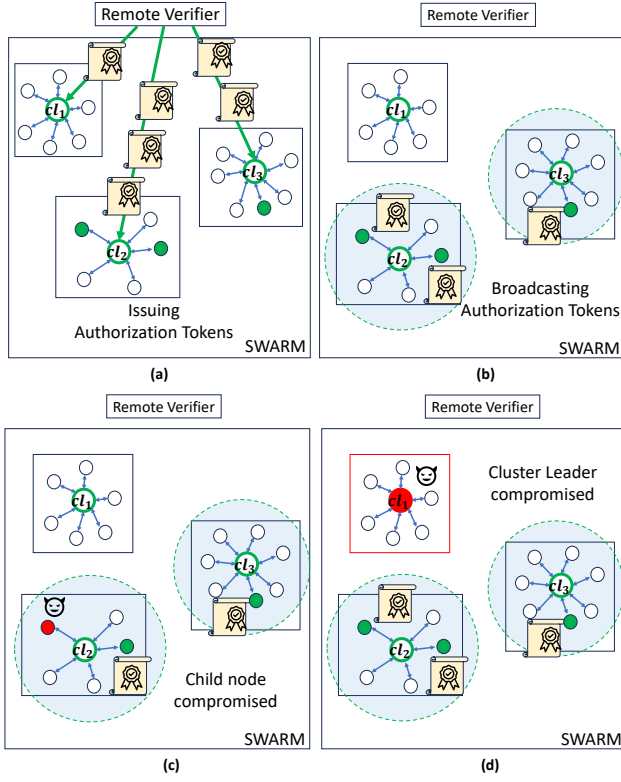 Remote Verifier
cl1
cl3
cl2
Issuing
Authorization Tokens
SWARM
(a)
Remote Verifier
cl1
cl3
cl2
Broadcasting
Authorization Tokens
SWARM
(b)
Remote Verifier
cl1
cl3
cl2
Child node
compromised
SWARM
(c)
Remote Verifier
cl1
Cluster Leader
compromised
cl3
cl2
SWARM
(d)